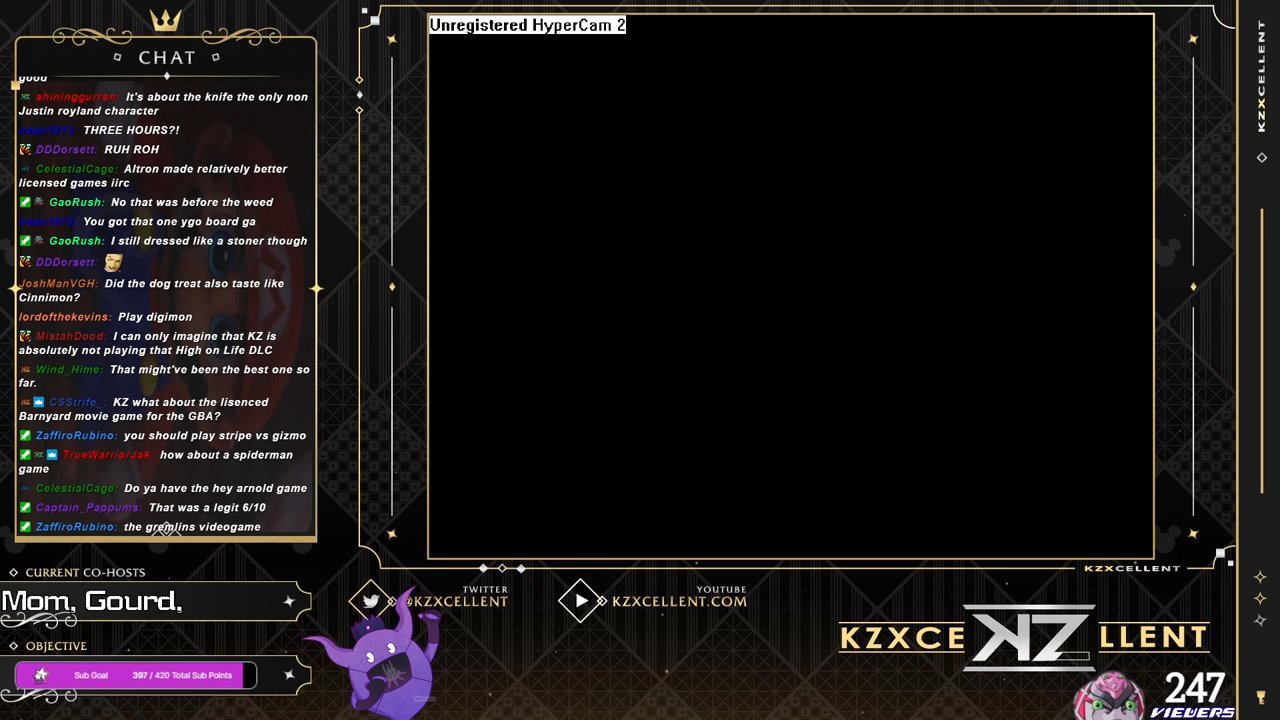 Unregistered HyperCam 2
CHAT
good
shininggurren: It's about the knife the only non
Justin royland character
THREE HOURS?!
DDDorsett: RUH ROH
CelestialCage: Altron made relatively better
licensed games iirc
GaoRush: No that was before the weed
You got that one ygo board ga
GaoRush: I still dressed like a stoner though
DDDorsett:
JoshManVGH: Did the dog treat also taste like
Cinnimon?
lordofthekevins: Play digimon
MistahDood: I can only imagine that KZ is
absolutely not playing that High on Life DLC
Wind_Hime: That might've been the best one so
far.
CSStrife_: KZ what about the lisenced
Barnyard movie game for the GBA?
ZaffiroRubino: you should play stripe vs gizmo
TrueWarriorJak: how about a spiderman
game
CelestialCage: Do ya have the hey arnold game
Captain_Pappums: That was a legit 6/10
ZaffiroRubino: the gremlins videogame
CURRENT CO-HOSTS
Mom, Gourd,
OBJECTIVE
Sub Goal 397 / 420 Total Sub Points
TWITTER
@KZXCELLENT
YOUTUBE
KZXCELLENT.COM
KZXCELLENT
KZXCE KZ LLENT
247
VIEWERS
KZXCELLENT